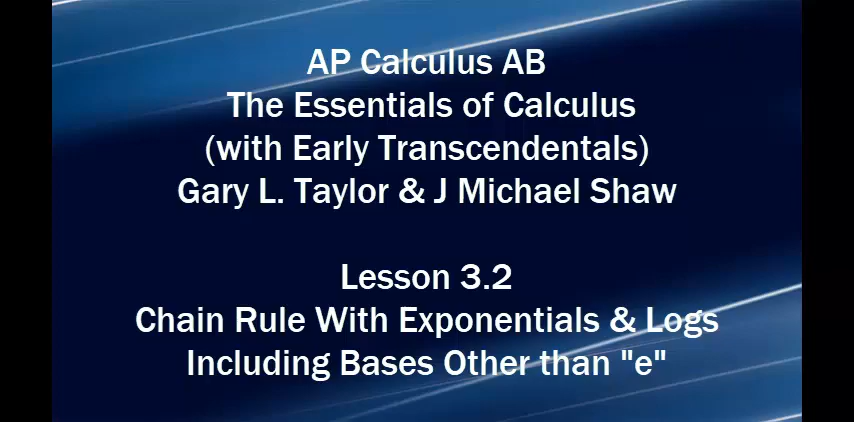 AP Calculus AB
The Essentials of Calculus
(with Early Transcendentals)
Gary L. Taylor & J Michael Shaw
Lesson 3.2
Chain Rule With Exponentials & Logs
Including Bases Other than "e"